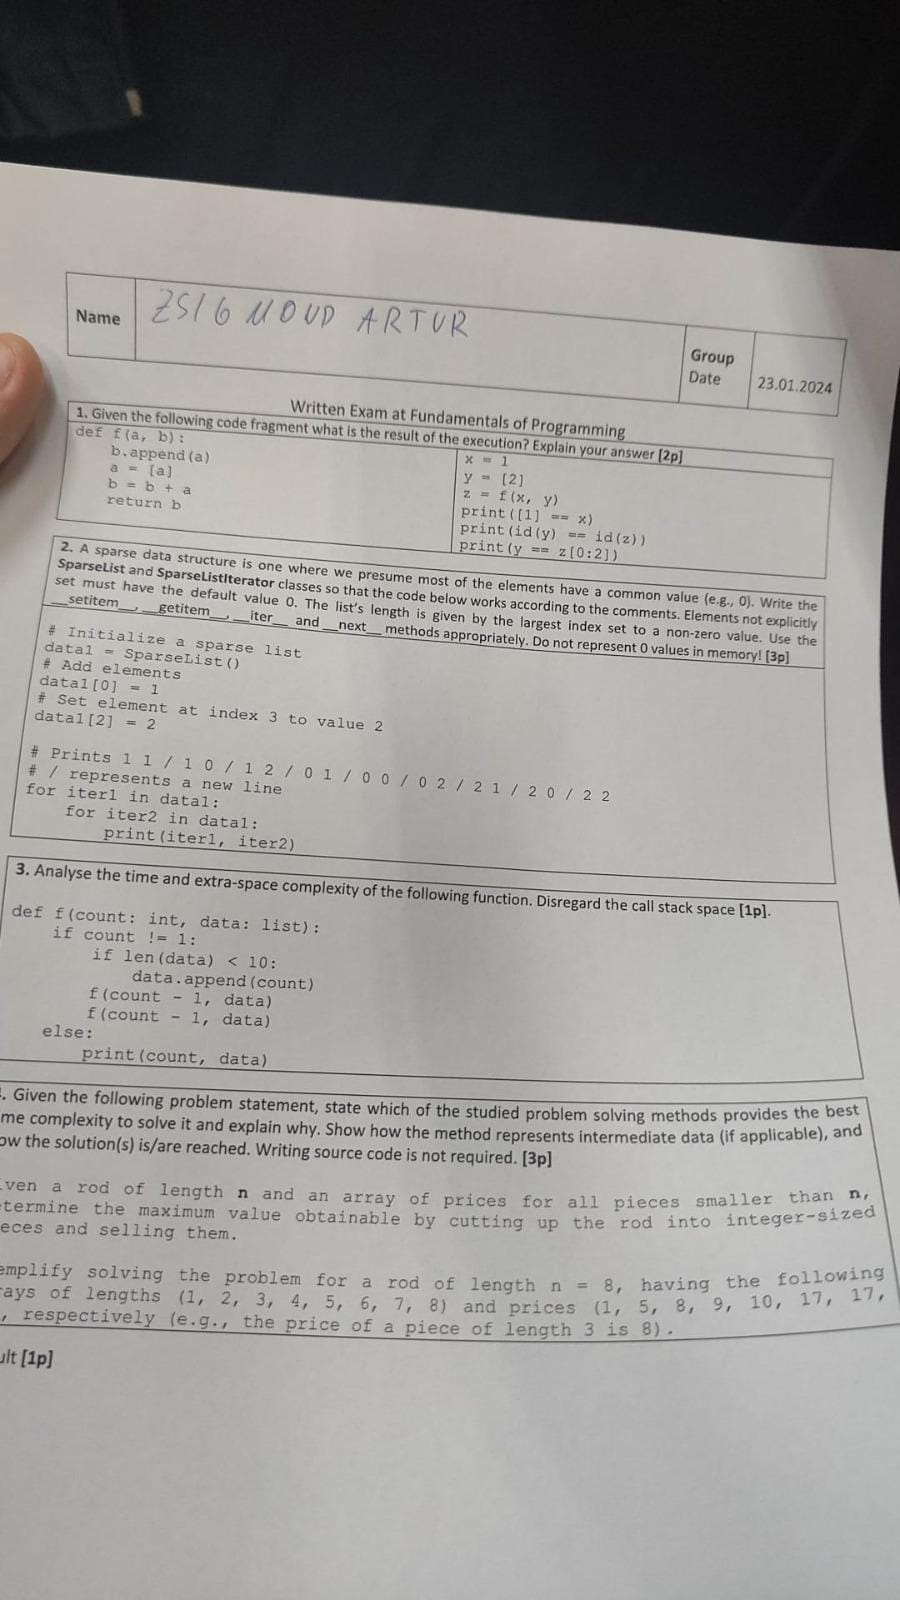 Name
ZSIGMOND ARTUR
Group
Date
23.01.2024
Written Exam at Fundamentals of Programming
1. Given the following code fragment what is the result of the execution? Explain your answer [2p]
def f(a, b):
b.append(a)
a = [a]
b = b + a
return b
x = 1
y = [2]
z = f(x, y)
print([1] == x)
print(id(y) == id(z))
print(y == z[0:2])
2. A sparse data structure is one where we presume most of the elements have a common value (e.g., 0). Write the
SparseList and SparseListIterator classes so that the code below works according to the comments. Elements not explicitly
set must have the default value 0. The list's length is given by the largest index set to a non-zero value. Use the
__setitem__, __getitem__, __iter__ and __next__ methods appropriately. Do not represent 0 values in memory! [3p]
# Initialize a sparse list
data1 = SparseList()
# Add elements
data1[0] = 1
# Set element at index 3 to value 2
data1[2] = 2
# Prints 1 1 / 1 0 / 1 2 / 0 1 / 0 0 / 0 2 / 2 1 / 2 0 / 2 2
# / represents a new line
for iter1 in data1:
for iter2 in data1:
print(iter1, iter2)
3. Analyse the time and extra-space complexity of the following function. Disregard the call stack space [1p].
def f(count: int, data: list):
if count != 1:
if len(data) < 10:
data.append(count)
f(count - 1, data)
f(count - 1, data)
else:
print(count, data)
. Given the following problem statement, state which of the studied problem solving methods provides the best
me complexity to solve it and explain why. Show how the method represents intermediate data (if applicable), and
ow the solution(s) is/are reached. Writing source code is not required. [3p]
ven a rod of length n and an array of prices for all pieces smaller than n,
termine the maximum value obtainable by cutting up the rod into integer-sized
eces and selling them.
emplify solving the problem for a rod of length n = 8, having the following
rays of lengths (1, 2, 3, 4, 5, 6, 7, 8) and prices (1, 5, 8, 9, 10, 17, 17,
, respectively (e.g., the price of a piece of length 3 is 8).
ult [1p]